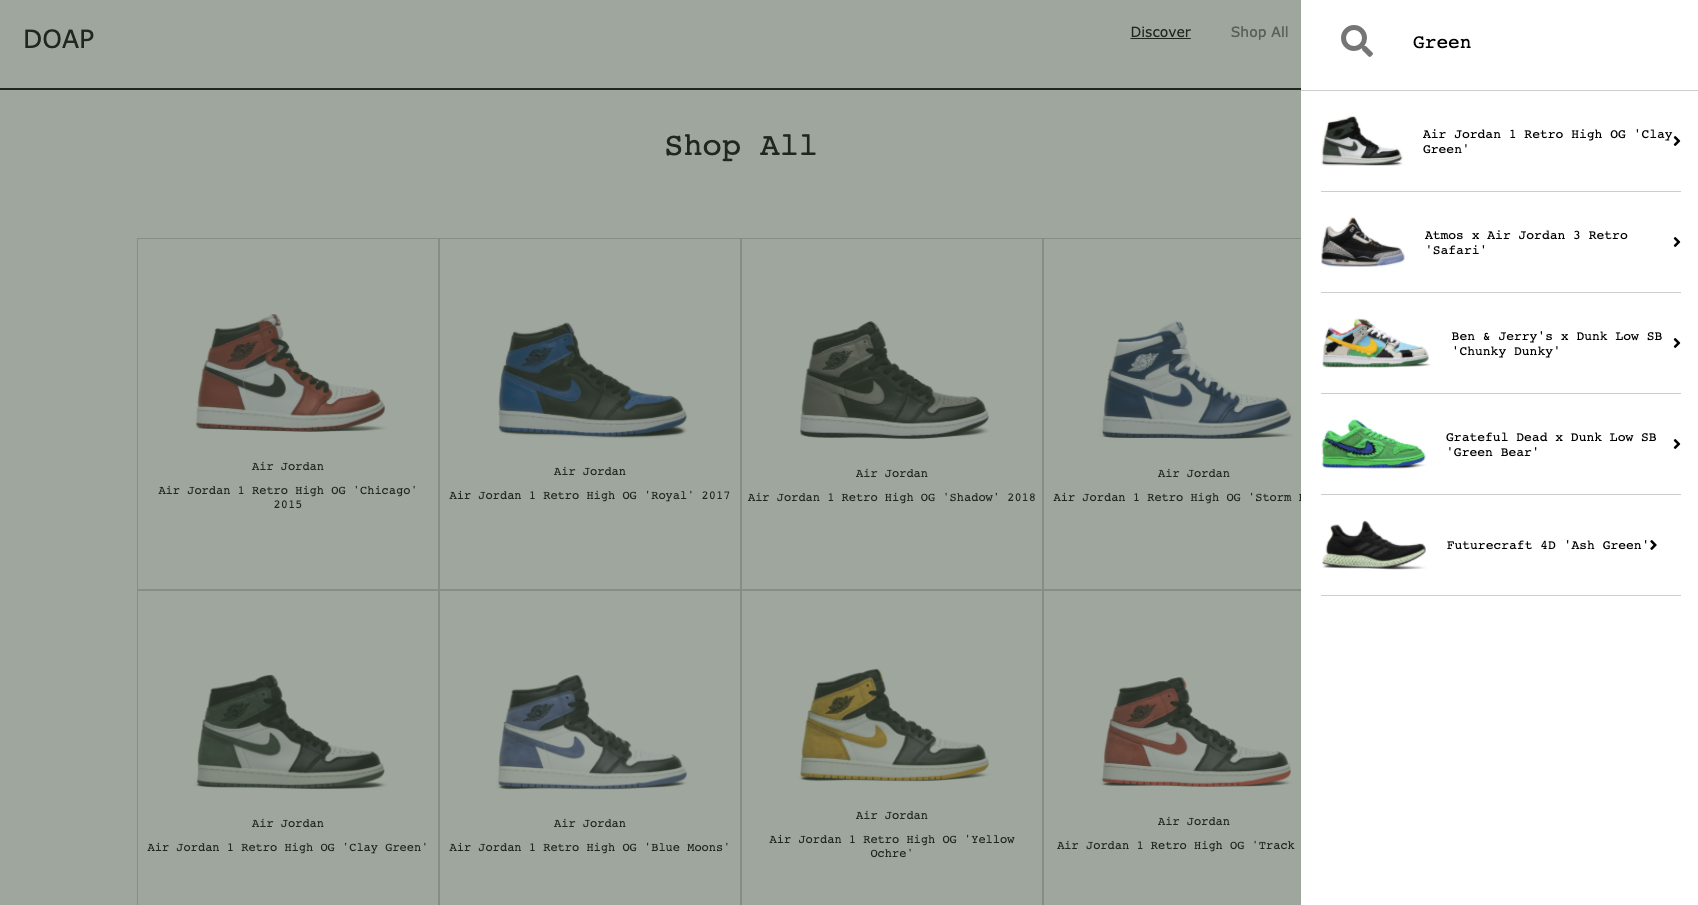 DOAP
Discover
Shop All
Green
Shop All
Air Jordan 1 Retro High OG 'Clay
Green'
Atmos x Air Jordan 3 Retro
'Safari'
Ben & Jerry's x Dunk Low SB
'Chunky Dunky'
Grateful Dead x Dunk Low SB
'Green Bear'
Futurecraft 4D 'Ash Green'
Air Jordan
Air Jordan 1 Retro High OG 'Chicago'
2015
Air Jordan
Air Jordan 1 Retro High OG 'Royal' 2017
Air Jordan
Air Jordan 1 Retro High OG 'Shadow' 2018
Air Jordan
Air Jordan 1 Retro High OG 'Storm
Air Jordan
Air Jordan 1 Retro High OG 'Clay Green'
Air Jordan
Air Jordan 1 Retro High OG 'Blue Moons'
Air Jordan
Air Jordan 1 Retro High OG 'Yellow
Ochre'
Air Jordan
Air Jordan 1 Retro High OG 'Track